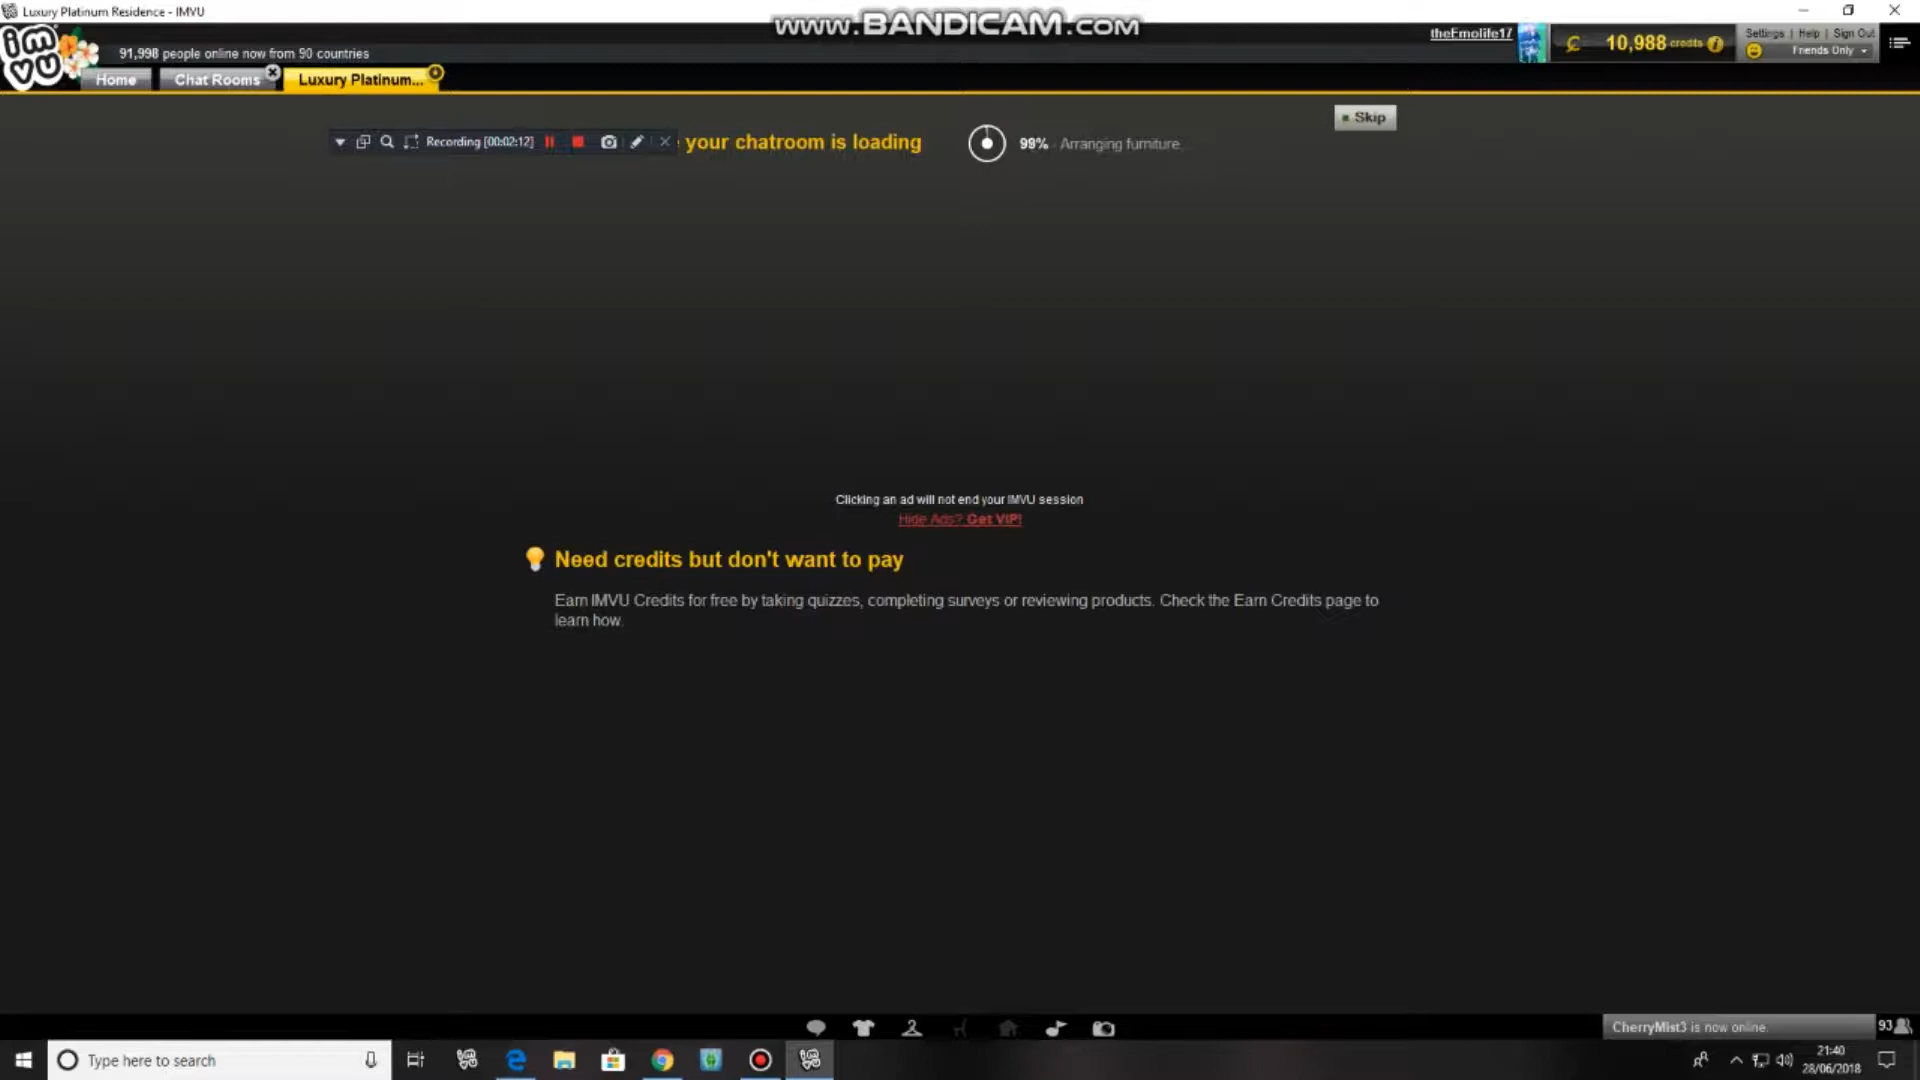 Luxury Platinum Residence - IMVU
www.BANDICAM.com
imvu
91,998 people online now from 90 countries
theEmolife17
10,988 credits
Settings | Help | Sign Out
Friends Only
Home
Chat Rooms
Luxury Platinum...
Skip
Recording [00:02:12]
your chatroom is loading
99% Arranging furniture.
Clicking an ad will not end your IMVU session
Hide Ads? Get VIP!
Need credits but don't want to pay
Earn IMVU Credits for free by taking quizzes, completing surveys or reviewing products. Check the Earn Credits page to
learn how.
CherryMist3 is now online.
93
Type here to search
21:40
28/06/2018